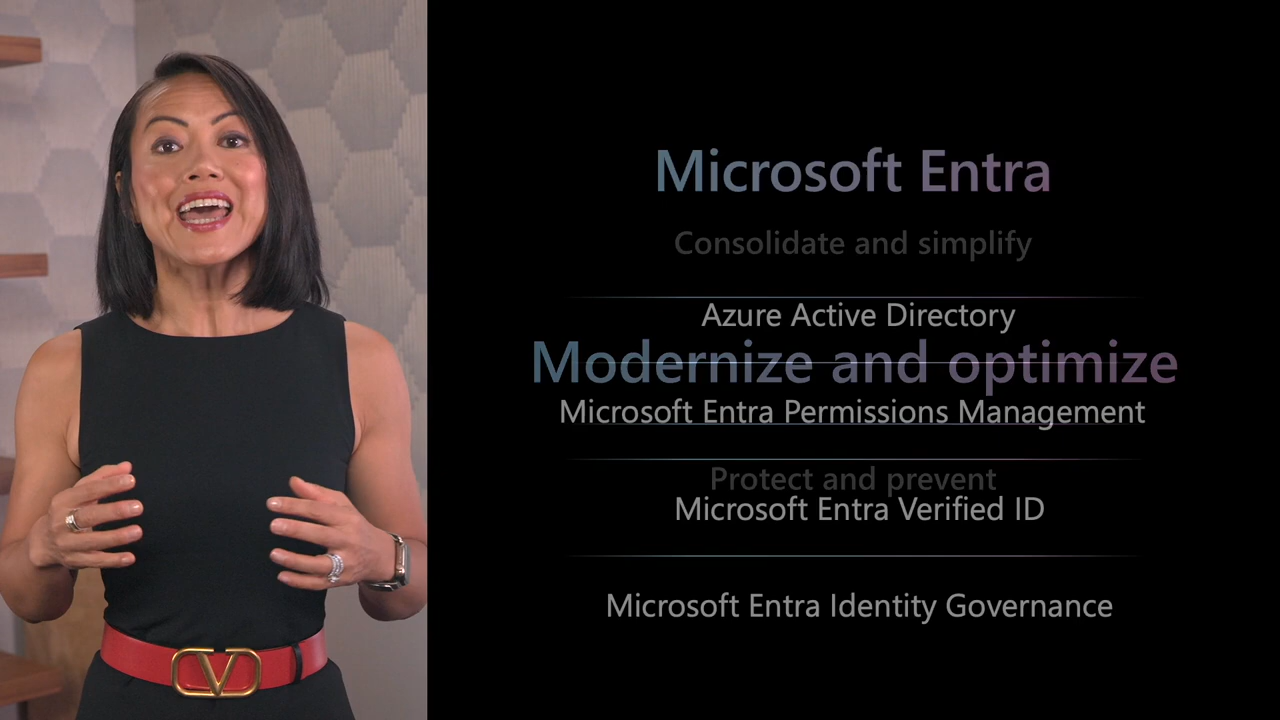 Microsoft Entra
Consolidate and simplify
Azure Active Directory
Modernize and optimize
Microsoft Entra Permissions Management
Protect and prevent
Microsoft Entra Verified ID
Microsoft Entra Identity Governance